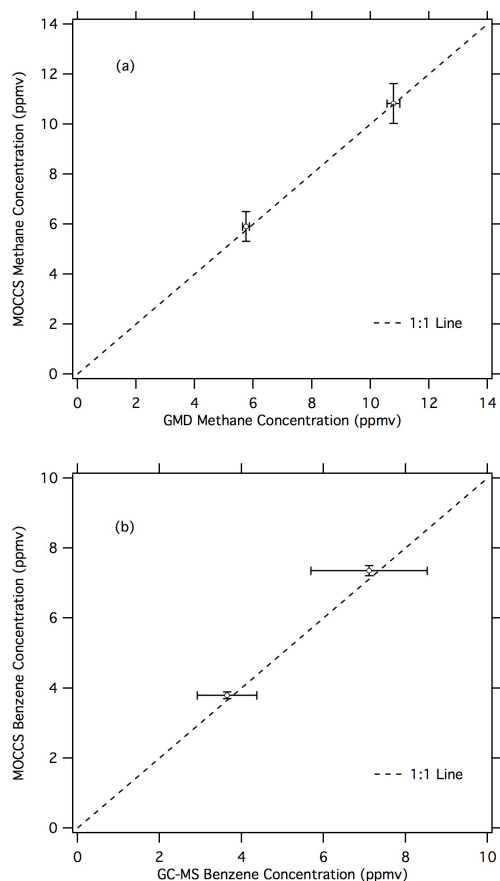 14
(a)
12
10
8
6
4
2
0
MOCCS Methane Concentration (ppmv)
1:1 Line
0 2 4 6 8 10 12 14
GMD Methane Concentration (ppmv)
10
(b)
8
6
4
2
0
MOCCS Benzene Concentration (ppmv)
1:1 Line
0 2 4 6 8 10
GC-MS Benzene Concentration (ppmv)